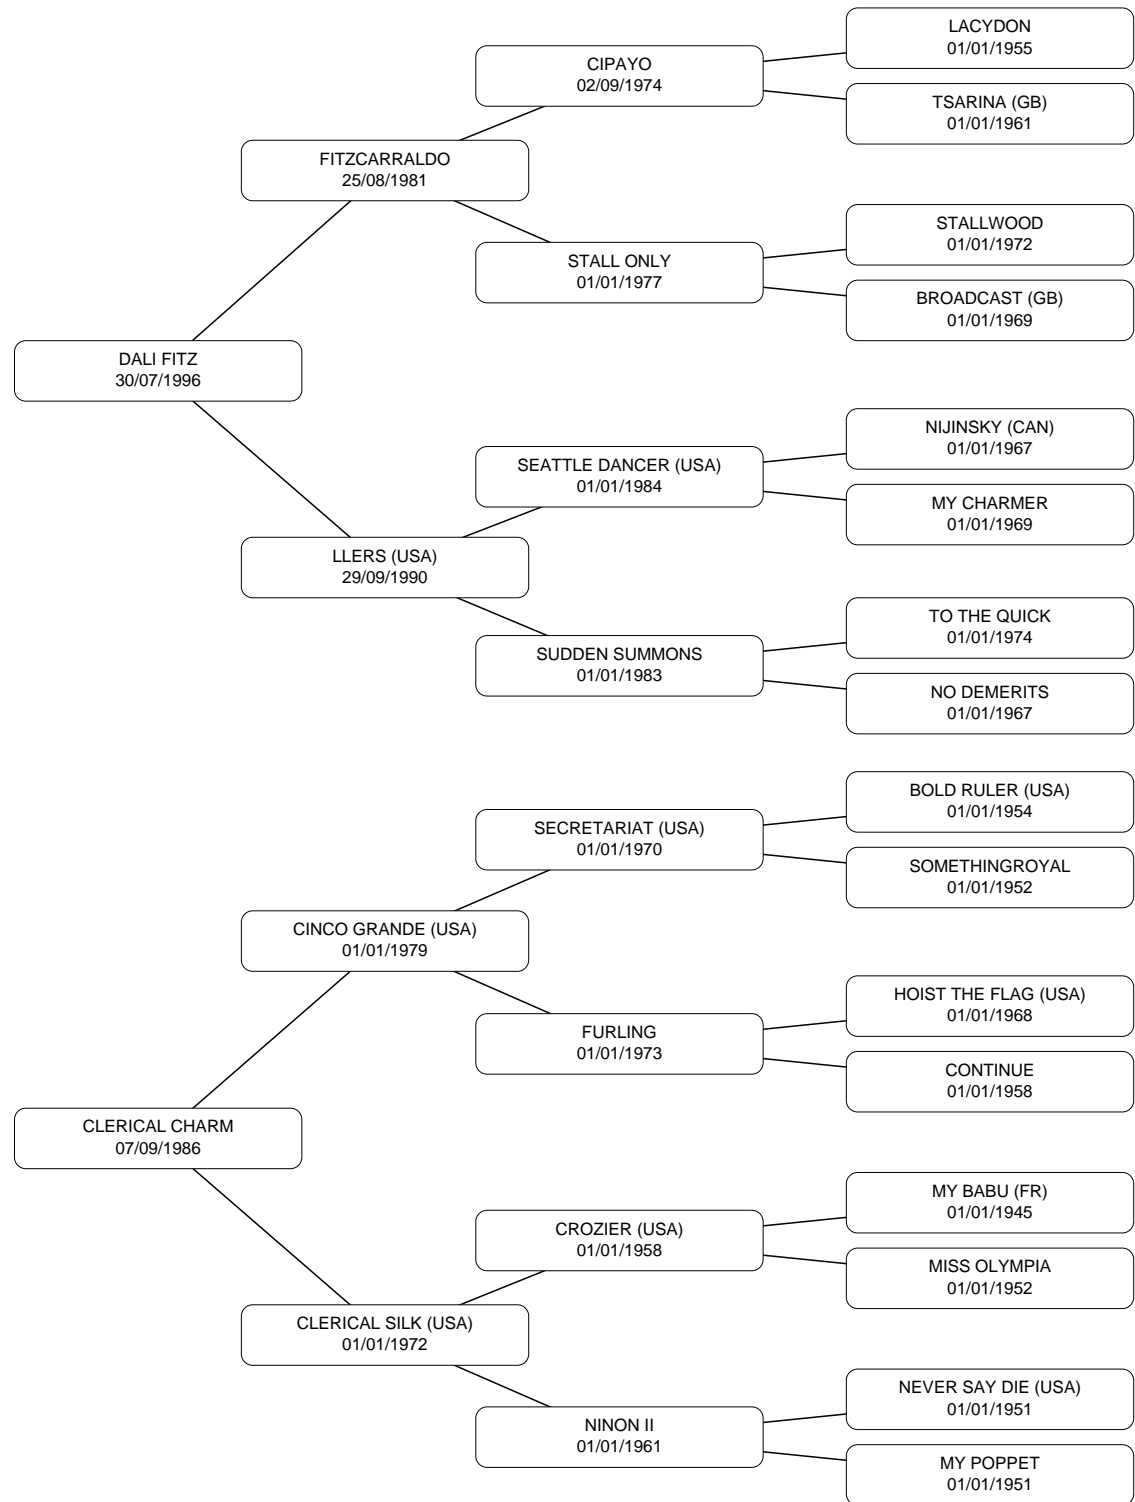 LACYDON
01/01/1955
CIPAYO
02/09/1974
TSARINA (GB)
01/01/1961
FITZCARRALDO
25/08/1981
STALLWOOD
01/01/1972
STALL ONLY
01/01/1977
BROADCAST (GB)
01/01/1969
DALI FITZ
30/07/1996
NIJINSKY (CAN)
01/01/1967
SEATTLE DANCER (USA)
01/01/1984
MY CHARMER
01/01/1969
LLERS (USA)
29/09/1990
TO THE QUICK
01/01/1974
SUDDEN SUMMONS
01/01/1983
NO DEMERITS
01/01/1967
BOLD RULER (USA)
01/01/1954
SECRETARIAT (USA)
01/01/1970
SOMETHINGROYAL
01/01/1952
CINCO GRANDE (USA)
01/01/1979
HOIST THE FLAG (USA)
01/01/1968
FURLING
01/01/1973
CONTINUE
01/01/1958
CLERICAL CHARM
07/09/1986
MY BABU (FR)
01/01/1945
CROZIER (USA)
01/01/1958
MISS OLYMPIA
01/01/1952
CLERICAL SILK (USA)
01/01/1972
NEVER SAY DIE (USA)
01/01/1951
NINON II
01/01/1961
MY POPPET
01/01/1951